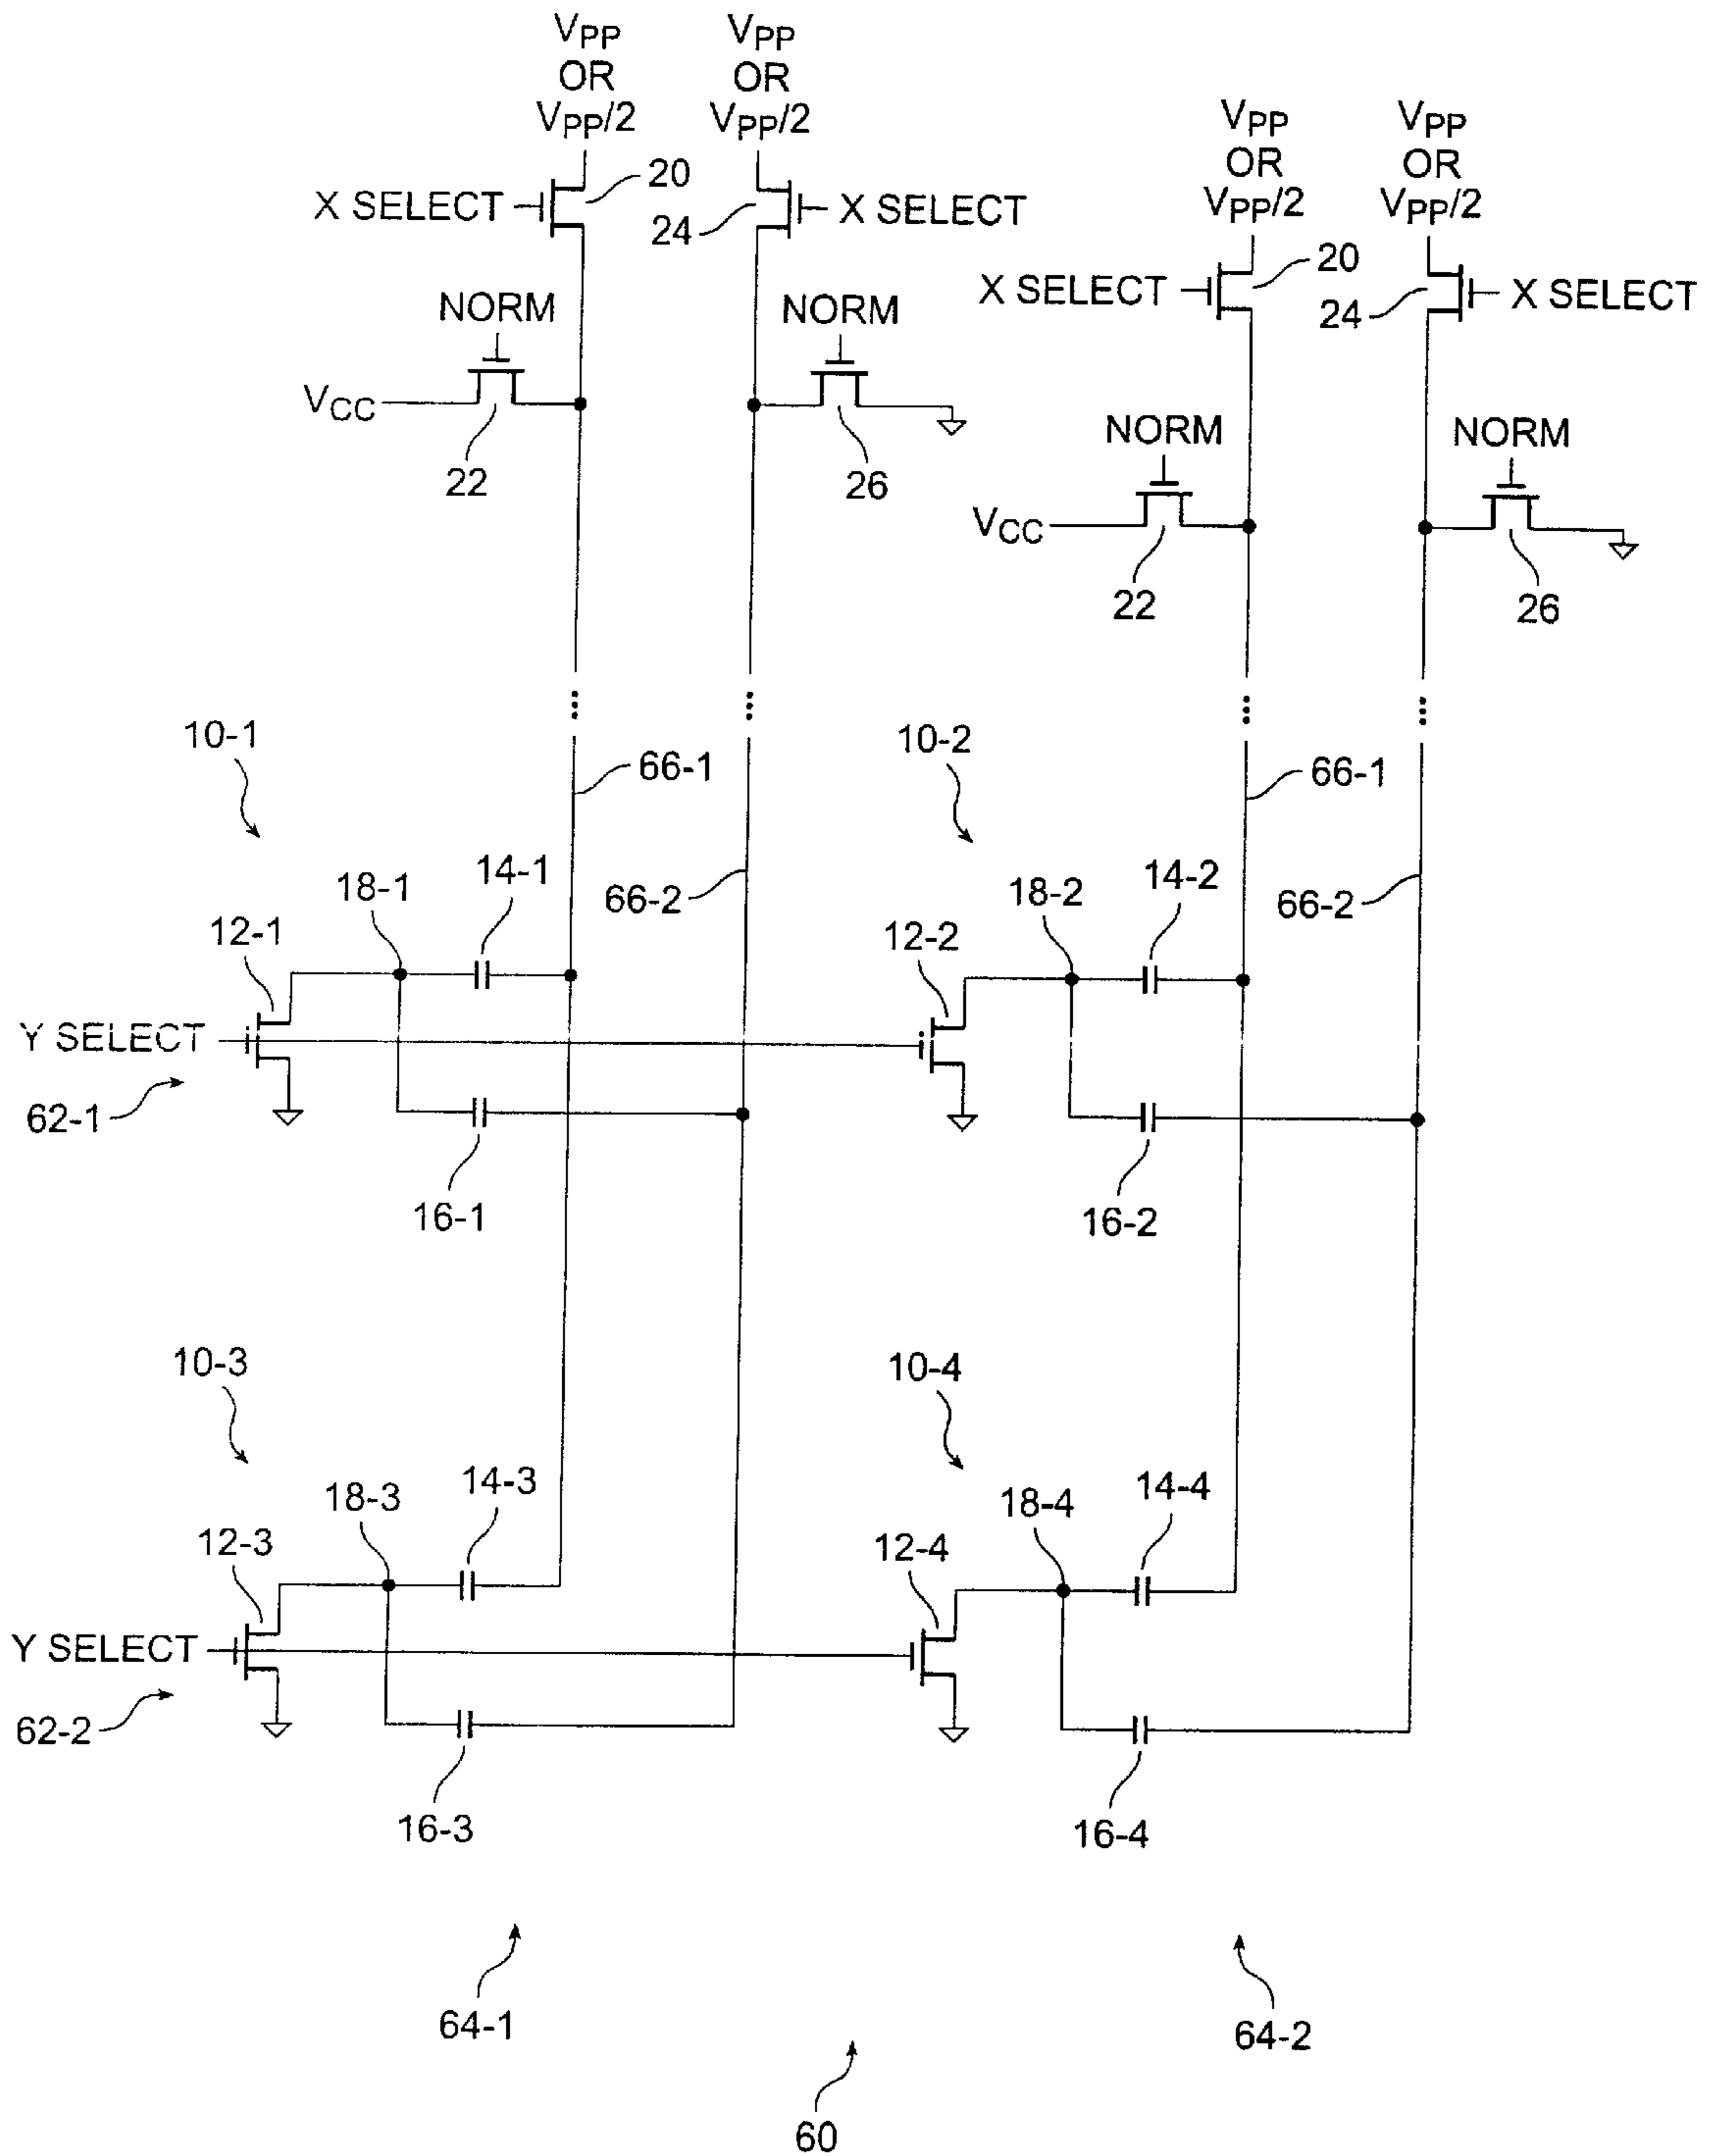 VPP
OR
VPP/2
VPP
OR
VPP/2
VPP
OR
VPP/2
VPP
OR
VPP/2
X SELECT
20
24
X SELECT
X SELECT
20
24
X SELECT
NORM
NORM
VCC
22
26
NORM
NORM
VCC
22
26
10-1
66-1
10-2
66-1
18-1
14-1
66-2
18-2
14-2
66-2
12-1
12-2
Y SELECT
62-1
16-1
16-2
10-3
10-4
18-3
14-3
18-4
14-4
12-3
12-4
Y SELECT
62-2
16-3
16-4
64-1
64-2
60